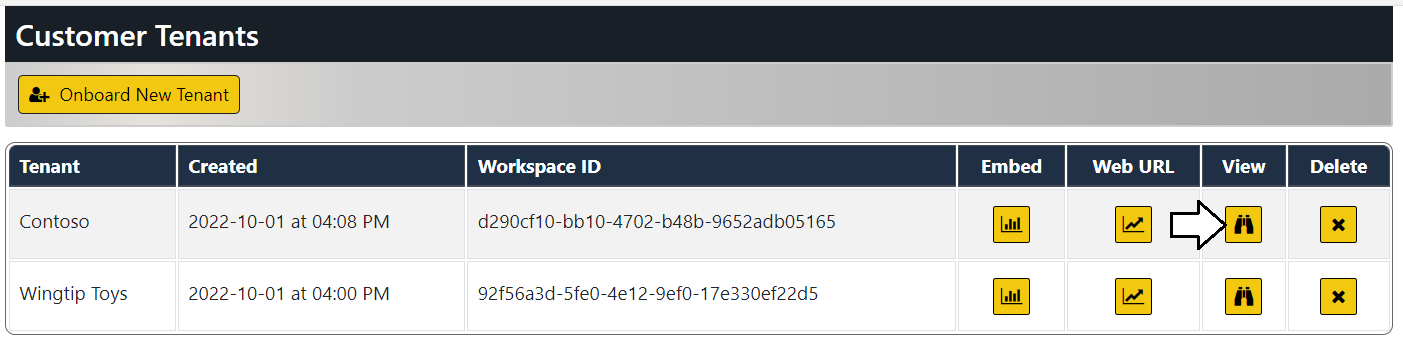 Customer Tenants
Onboard New Tenant
Tenant Created Workspace ID Embed Web URL View Delete
Contoso 2022-10-01 at 04:08 PM d290cf10-bb10-4702-b48b-9652adb05165
Wingtip Toys 2022-10-01 at 04:00 PM 92f56a3d-5fe0-4e12-9ef0-17e330ef22d5